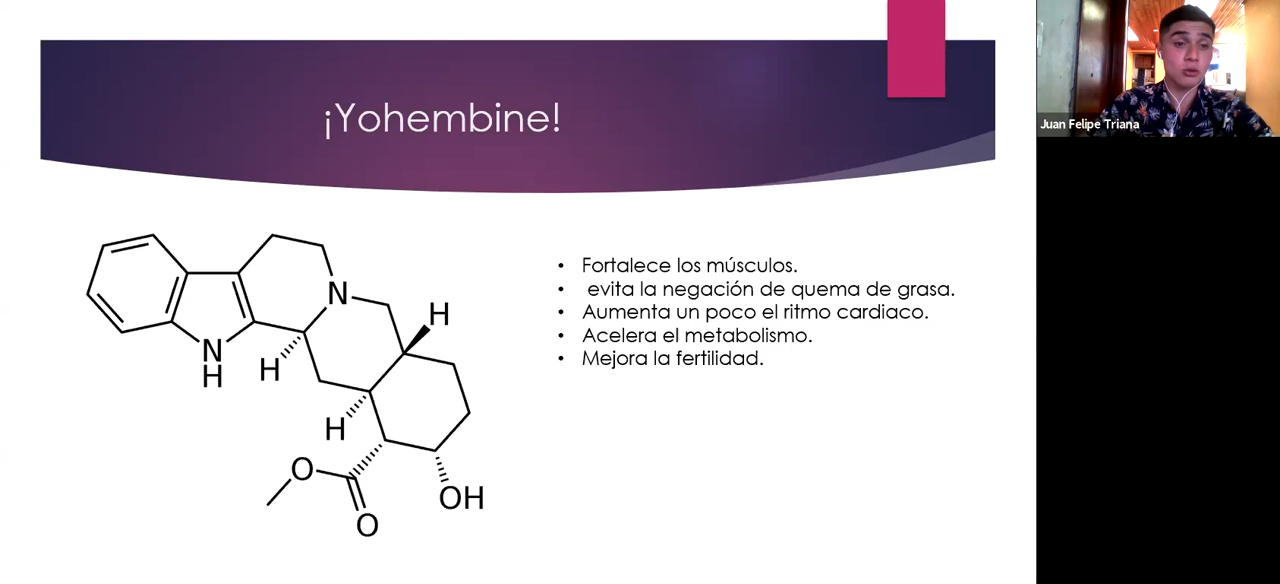 ¡Yohembine!
Juan Felipe Triana
Fortalece los músculos.
evita la negación de quema de grasa.
Aumenta un poco el ritmo cardiaco.
Acelera el metabolismo.
Mejora la fertilidad.
N
H
N
H
H
H
O
O
OH